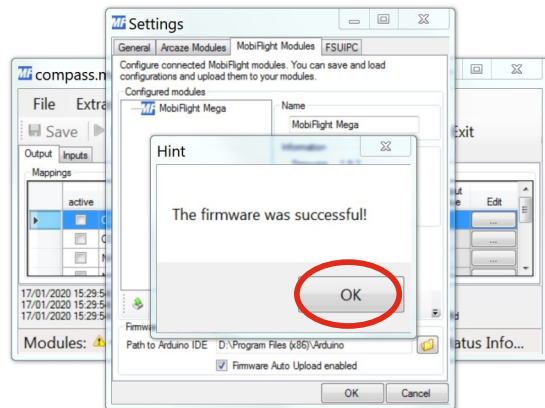 MF Settings
General Arcaze Modules MobiFlight Modules FSUIPC
Configure connected MobiFlight modules. You can save and load
configurations and upload them to your modules.
Configured modules
MF MobiFlight Mega
Name
MobiFlight Mega
MF compass.m
File Extra
Save
Exit
Output Inputs
Mappings
active
Edit
...
...
...
Hint
The firmware was successful!
OK
17/01/2020 15:29:5
17/01/2020 15:29:5
17/01/2020 15:29:5
Modules:
atus Info...
Path to Arduino IDE D:\Program Files (x86)\Arduino
Firmware Auto Upload enabled
OK Cancel